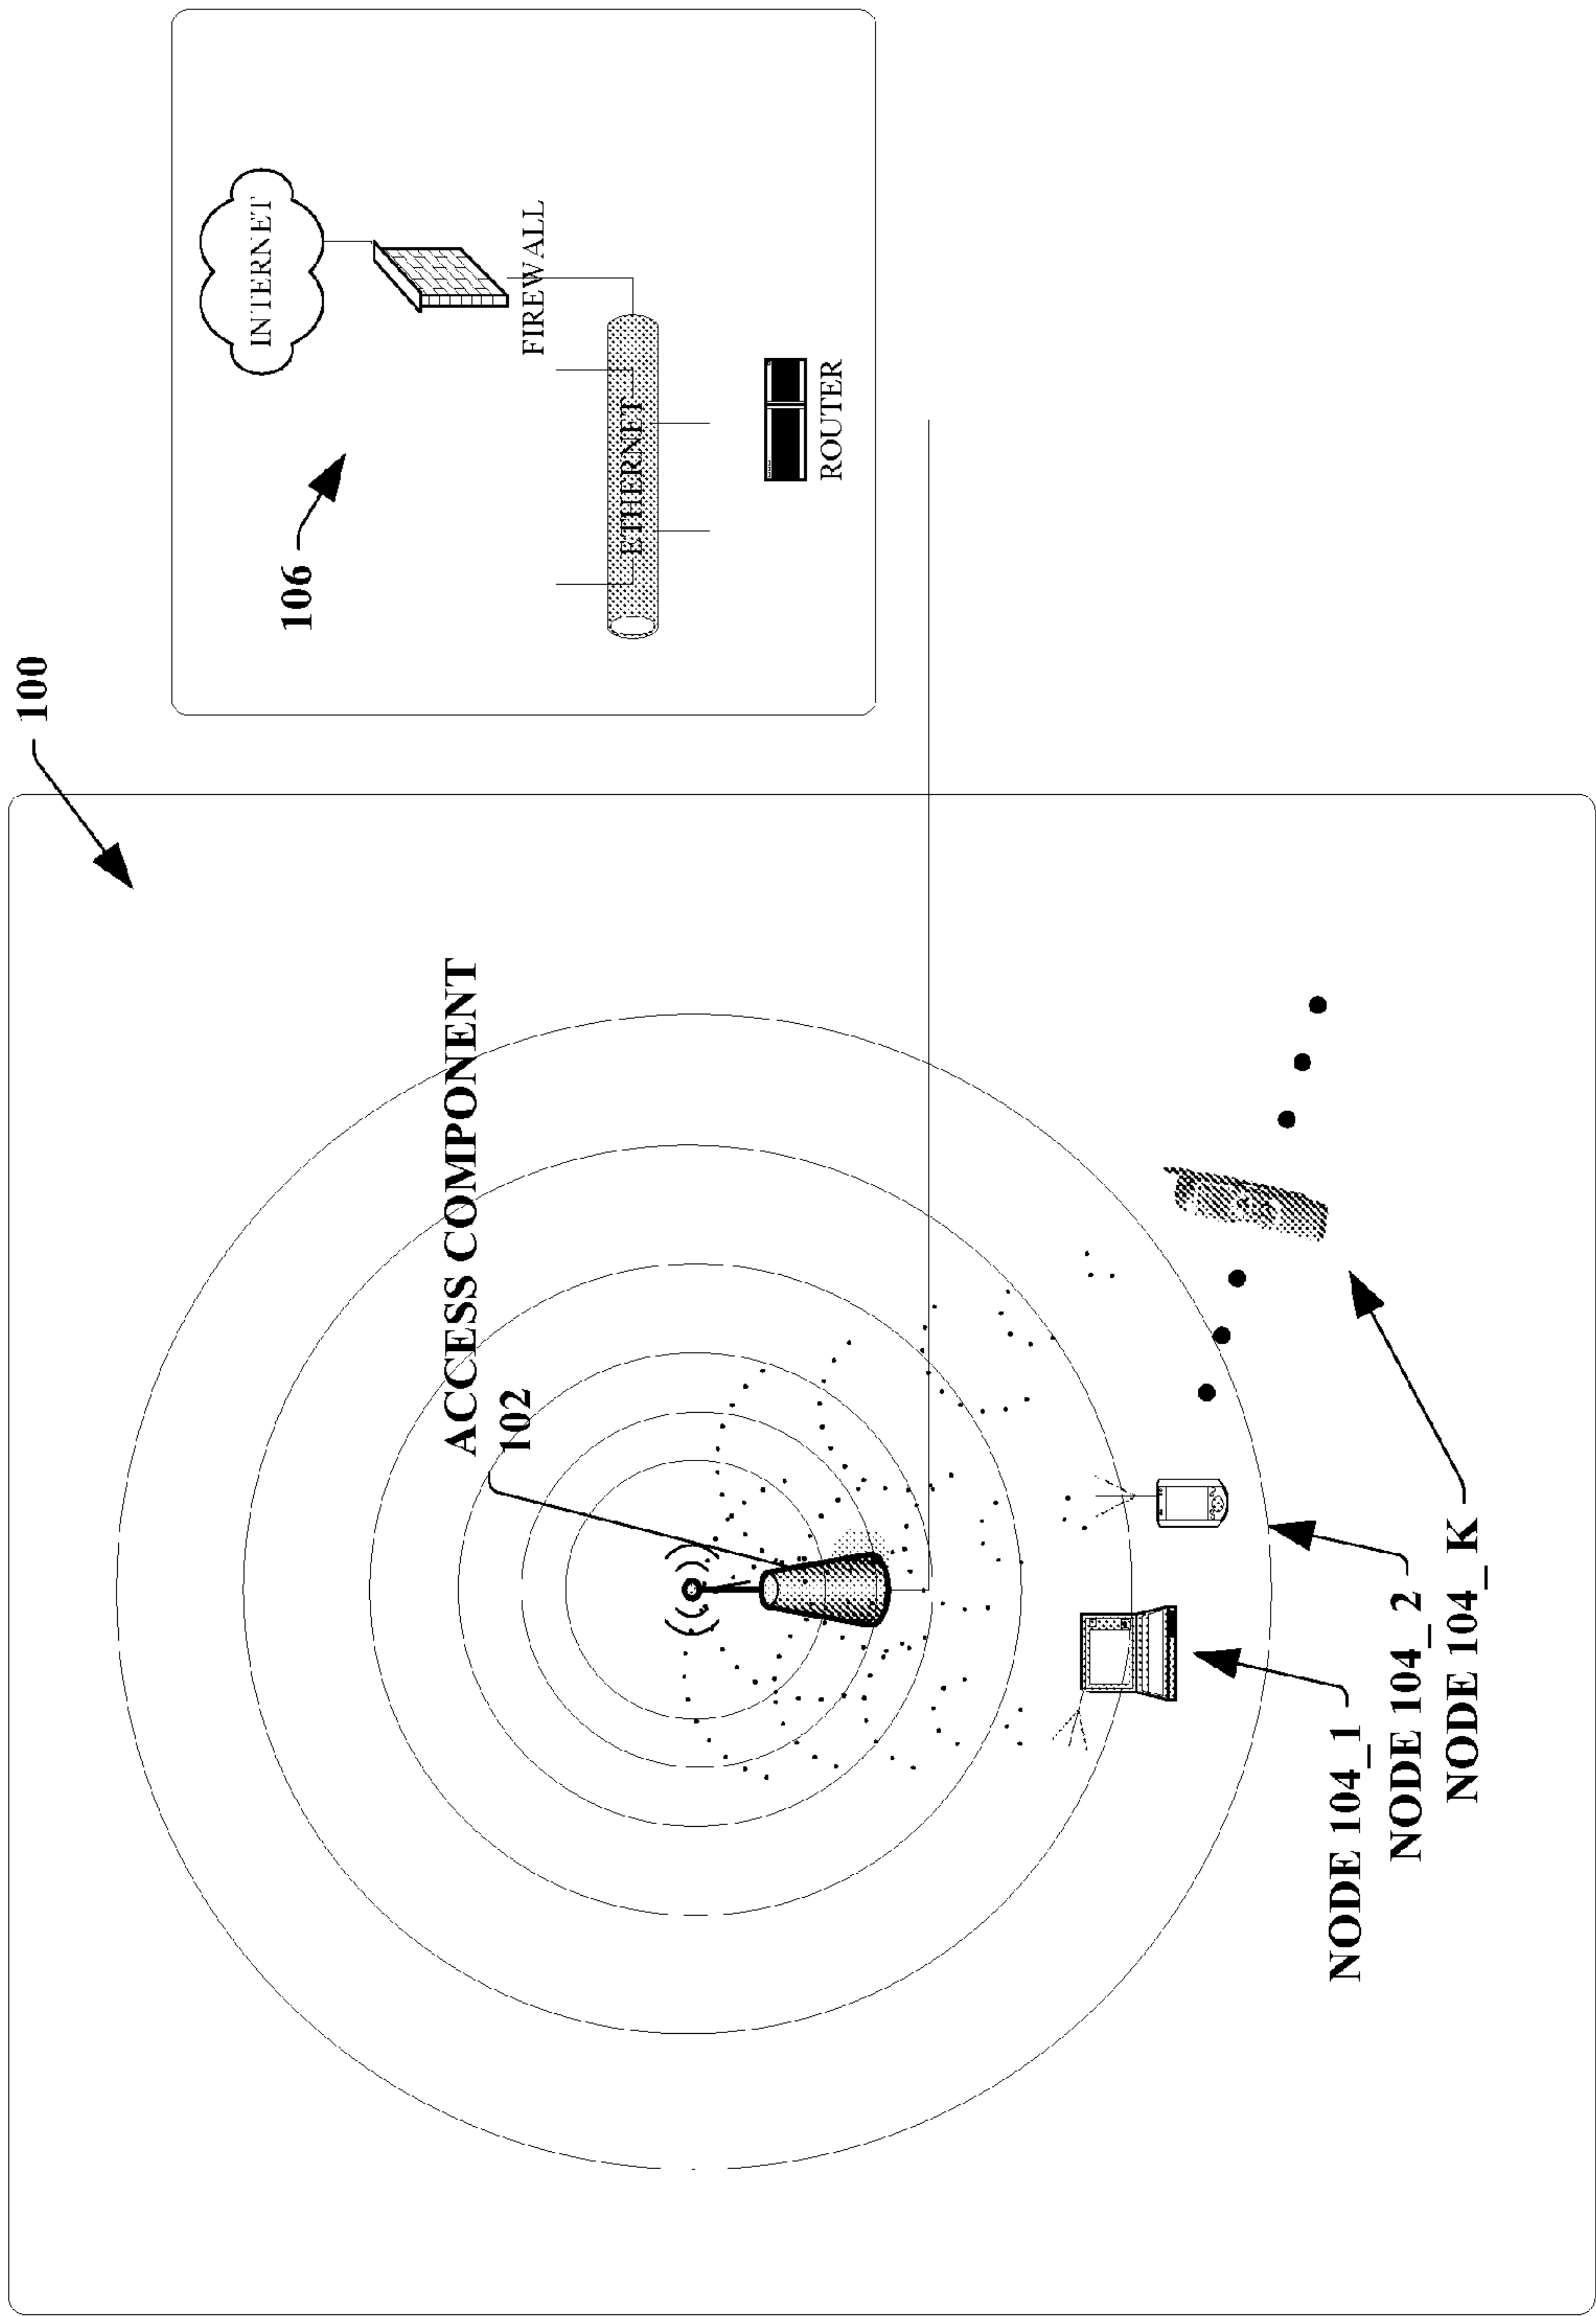 100
106
INTERNET
FIREWALL
ETHERNET
ROUTER
ACCESS COMPONENT
102
NODE 104_1
NODE 104_2
NODE 104_K